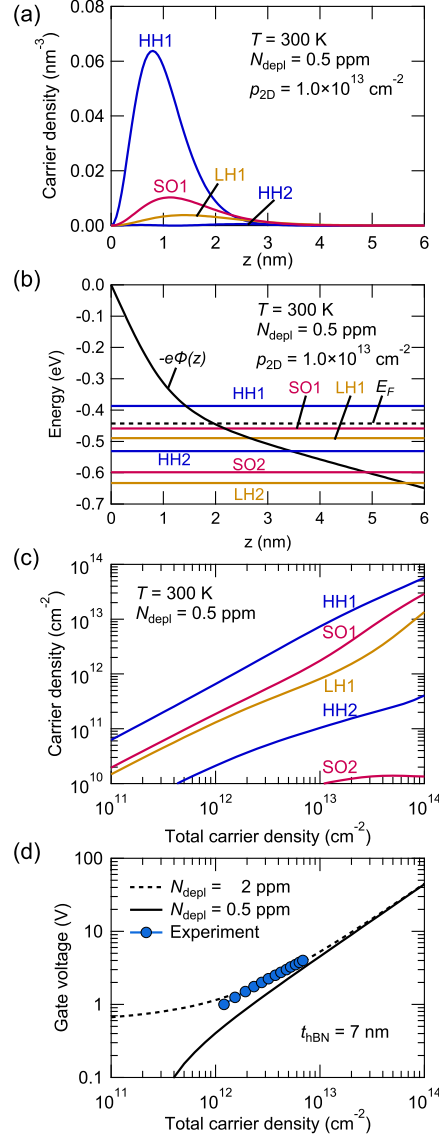 (a)
0.08
0.06
0.04
0.02
0.00
Carrier density (nm⁻³)
HH1
T = 300 K
N_depl = 0.5 ppm
p_2D = 1.0×10¹³ cm⁻²
SO1
LH1
HH2
0 1 2 3 4 5 6
z (nm)
(b)
0.0
-0.1
-0.2
-0.3
-0.4
-0.5
-0.6
-0.7
Energy (eV)
-eΦ(z)
T = 300 K
N_depl = 0.5 ppm
p_2D = 1.0×10¹³ cm⁻²
HH1
SO1
LH1
E_F
HH2
SO2
LH2
0 1 2 3 4 5 6
z (nm)
(c)
10¹⁴
10¹³
10¹²
10¹¹
10¹⁰
Carrier density (cm⁻²)
T = 300 K
N_depl = 0.5 ppm
HH1
SO1
LH1
HH2
SO2
10¹¹ 10¹² 10¹³ 10¹⁴
Total carrier density (cm⁻²)
(d)
100
10
1
0.1
Gate voltage (V)
N_depl = 2 ppm
N_depl = 0.5 ppm
Experiment
t_hBN = 7 nm
10¹¹ 10¹² 10¹³ 10¹⁴
Total carrier density (cm⁻²)